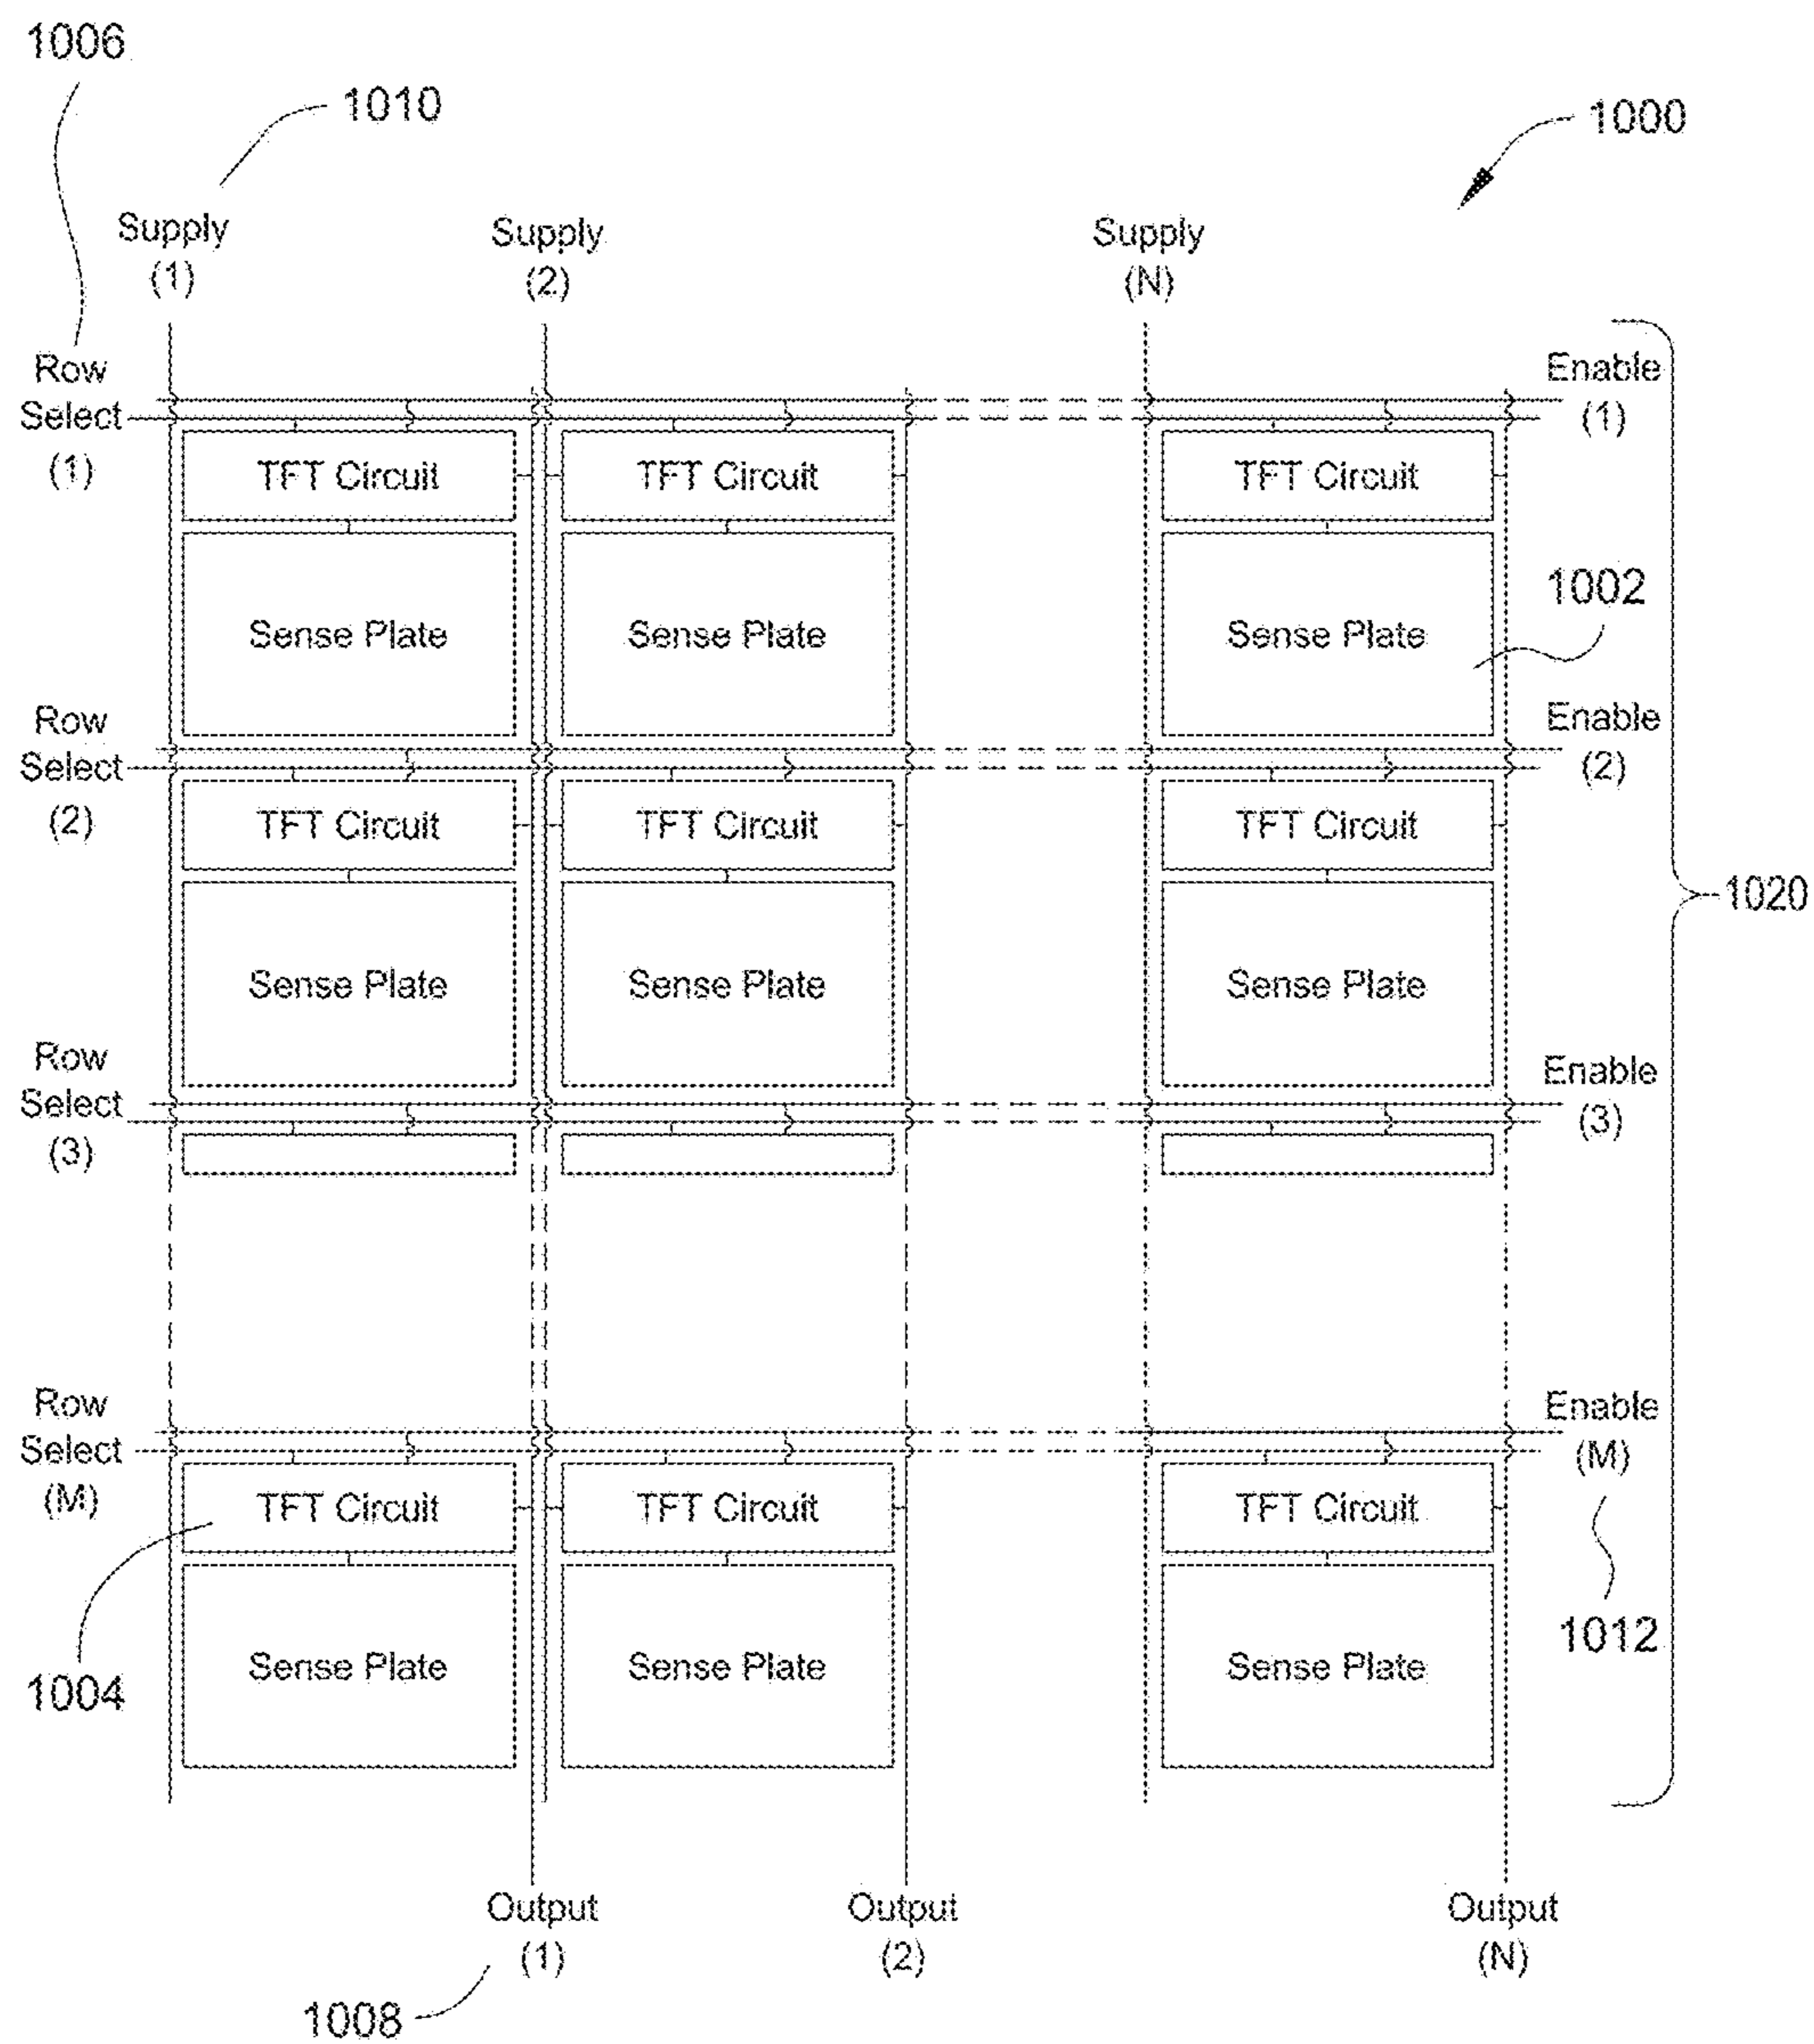 1006
1010
1000
Supply
(1)
Supply
(2)
Supply
(N)
Row
Select
(1)
Enable
(1)
TFT Circuit
TFT Circuit
TFT Circuit
Sense Plate
Sense Plate
Sense Plate
1002
Row
Select
(2)
Enable
(2)
TFT Circuit
TFT Circuit
TFT Circuit
1020
Sense Plate
Sense Plate
Sense Plate
Row
Select
(3)
Enable
(3)
Row
Select
(M)
Enable
(M)
TFT Circuit
TFT Circuit
TFT Circuit
1012
1004
Sense Plate
Sense Plate
Sense Plate
Output
(1)
Output
(2)
Output
(N)
1008